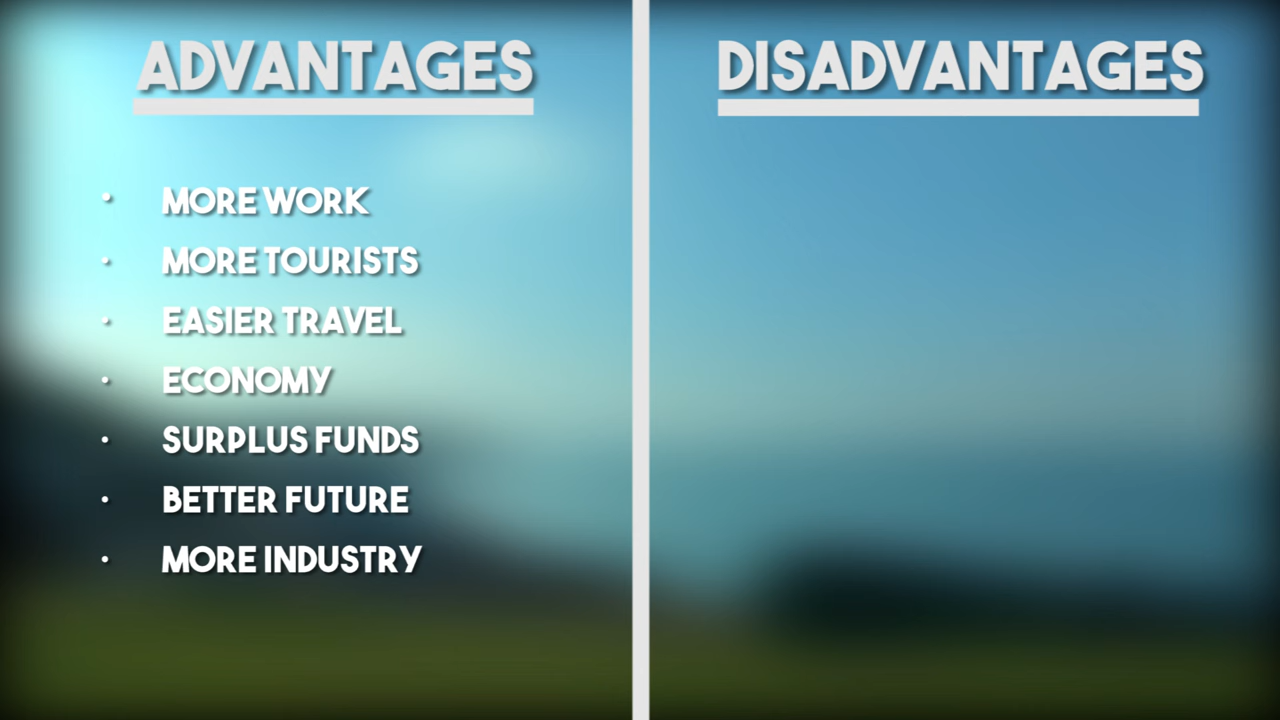 ADVANTAGES
• MORE WORK
• MORE TOURISTS
• EASIER TRAVEL
• ECONOMY
• SURPLUS FUNDS
• BETTER FUTURE
• MORE INDUSTRY
DISADVANTAGES